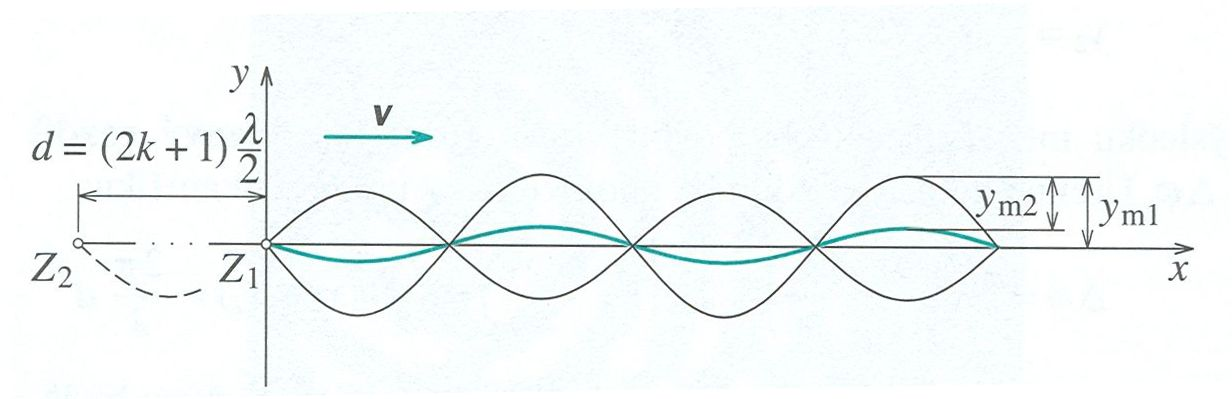 y
v
d = (2k + 1) λ/2
y_m2
y_m1
Z_2
Z_1
x